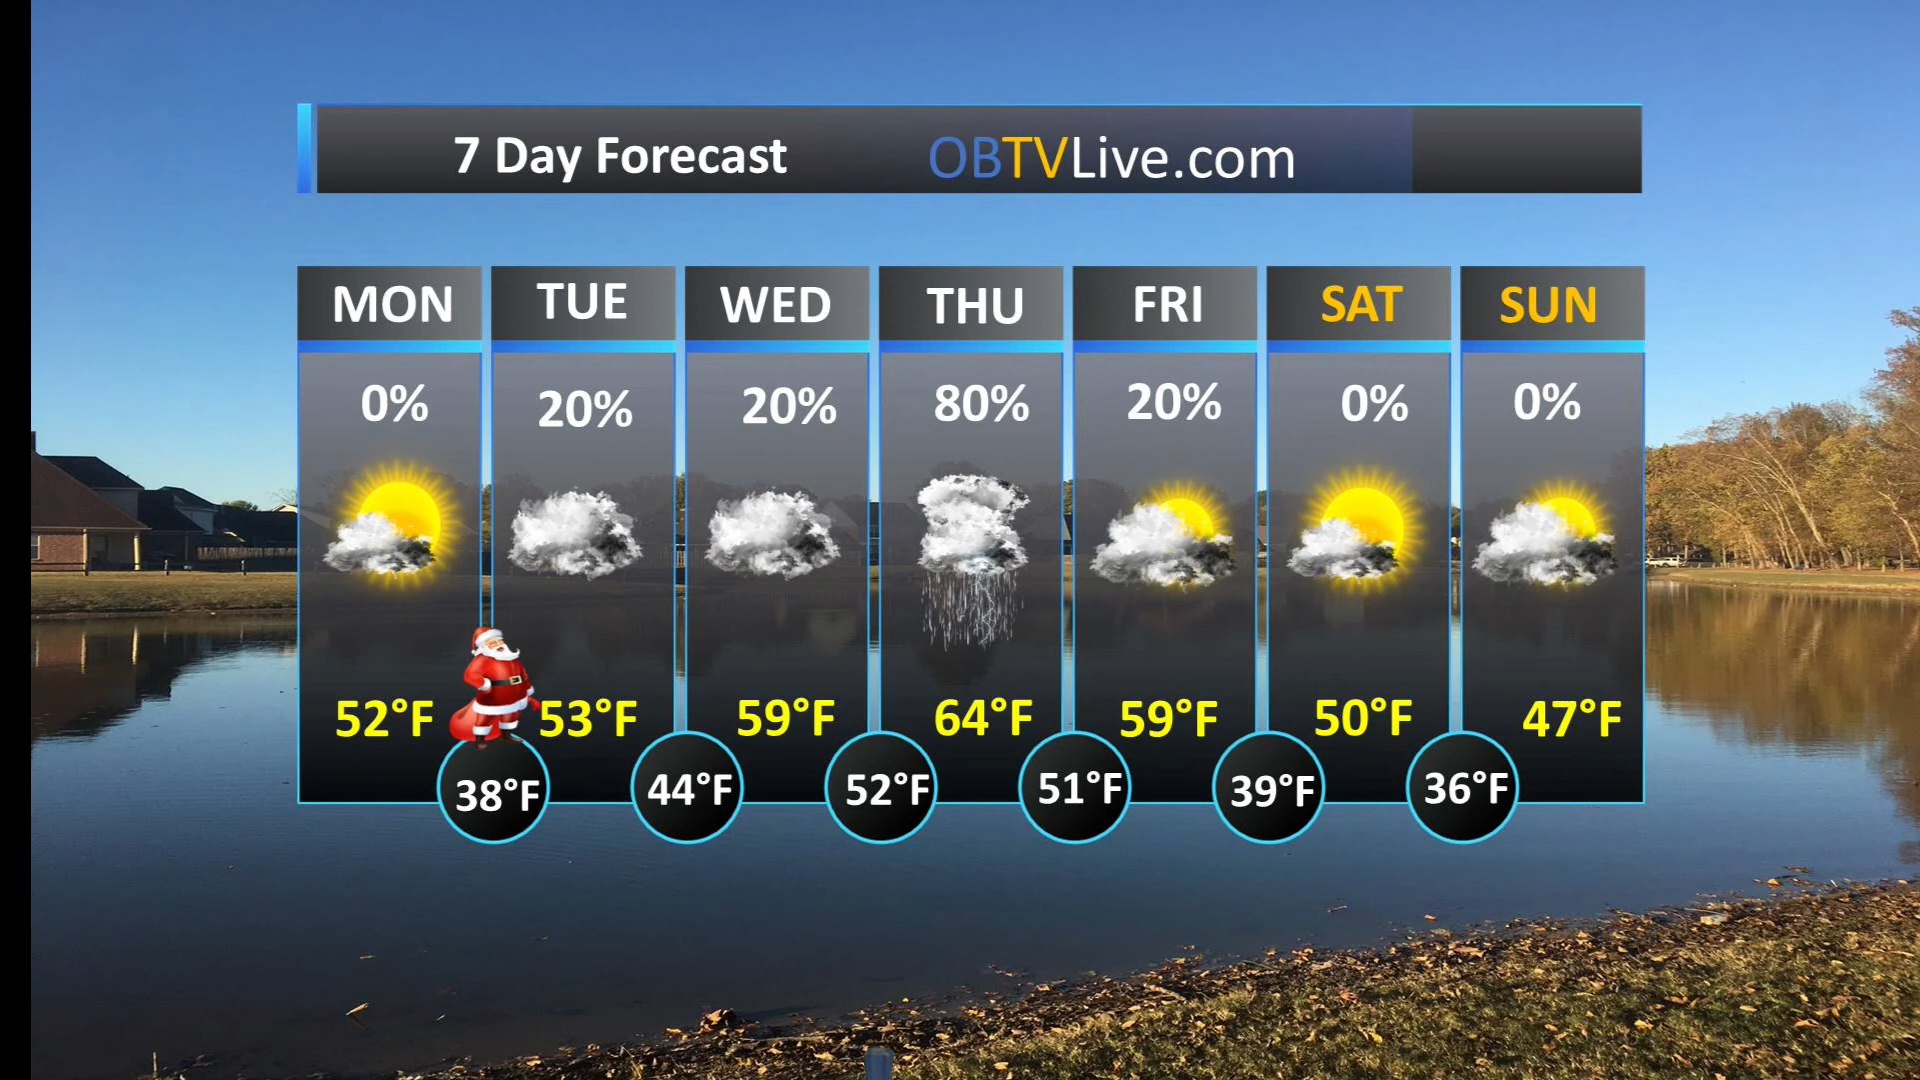 7 Day Forecast OBTVLive.com
MON TUE WED THU FRI SAT SUN
0% 20% 20% 80% 20% 0% 0%
52°F 53°F 59°F 64°F 59°F 50°F 47°F
38°F 44°F 52°F 51°F 39°F 36°F